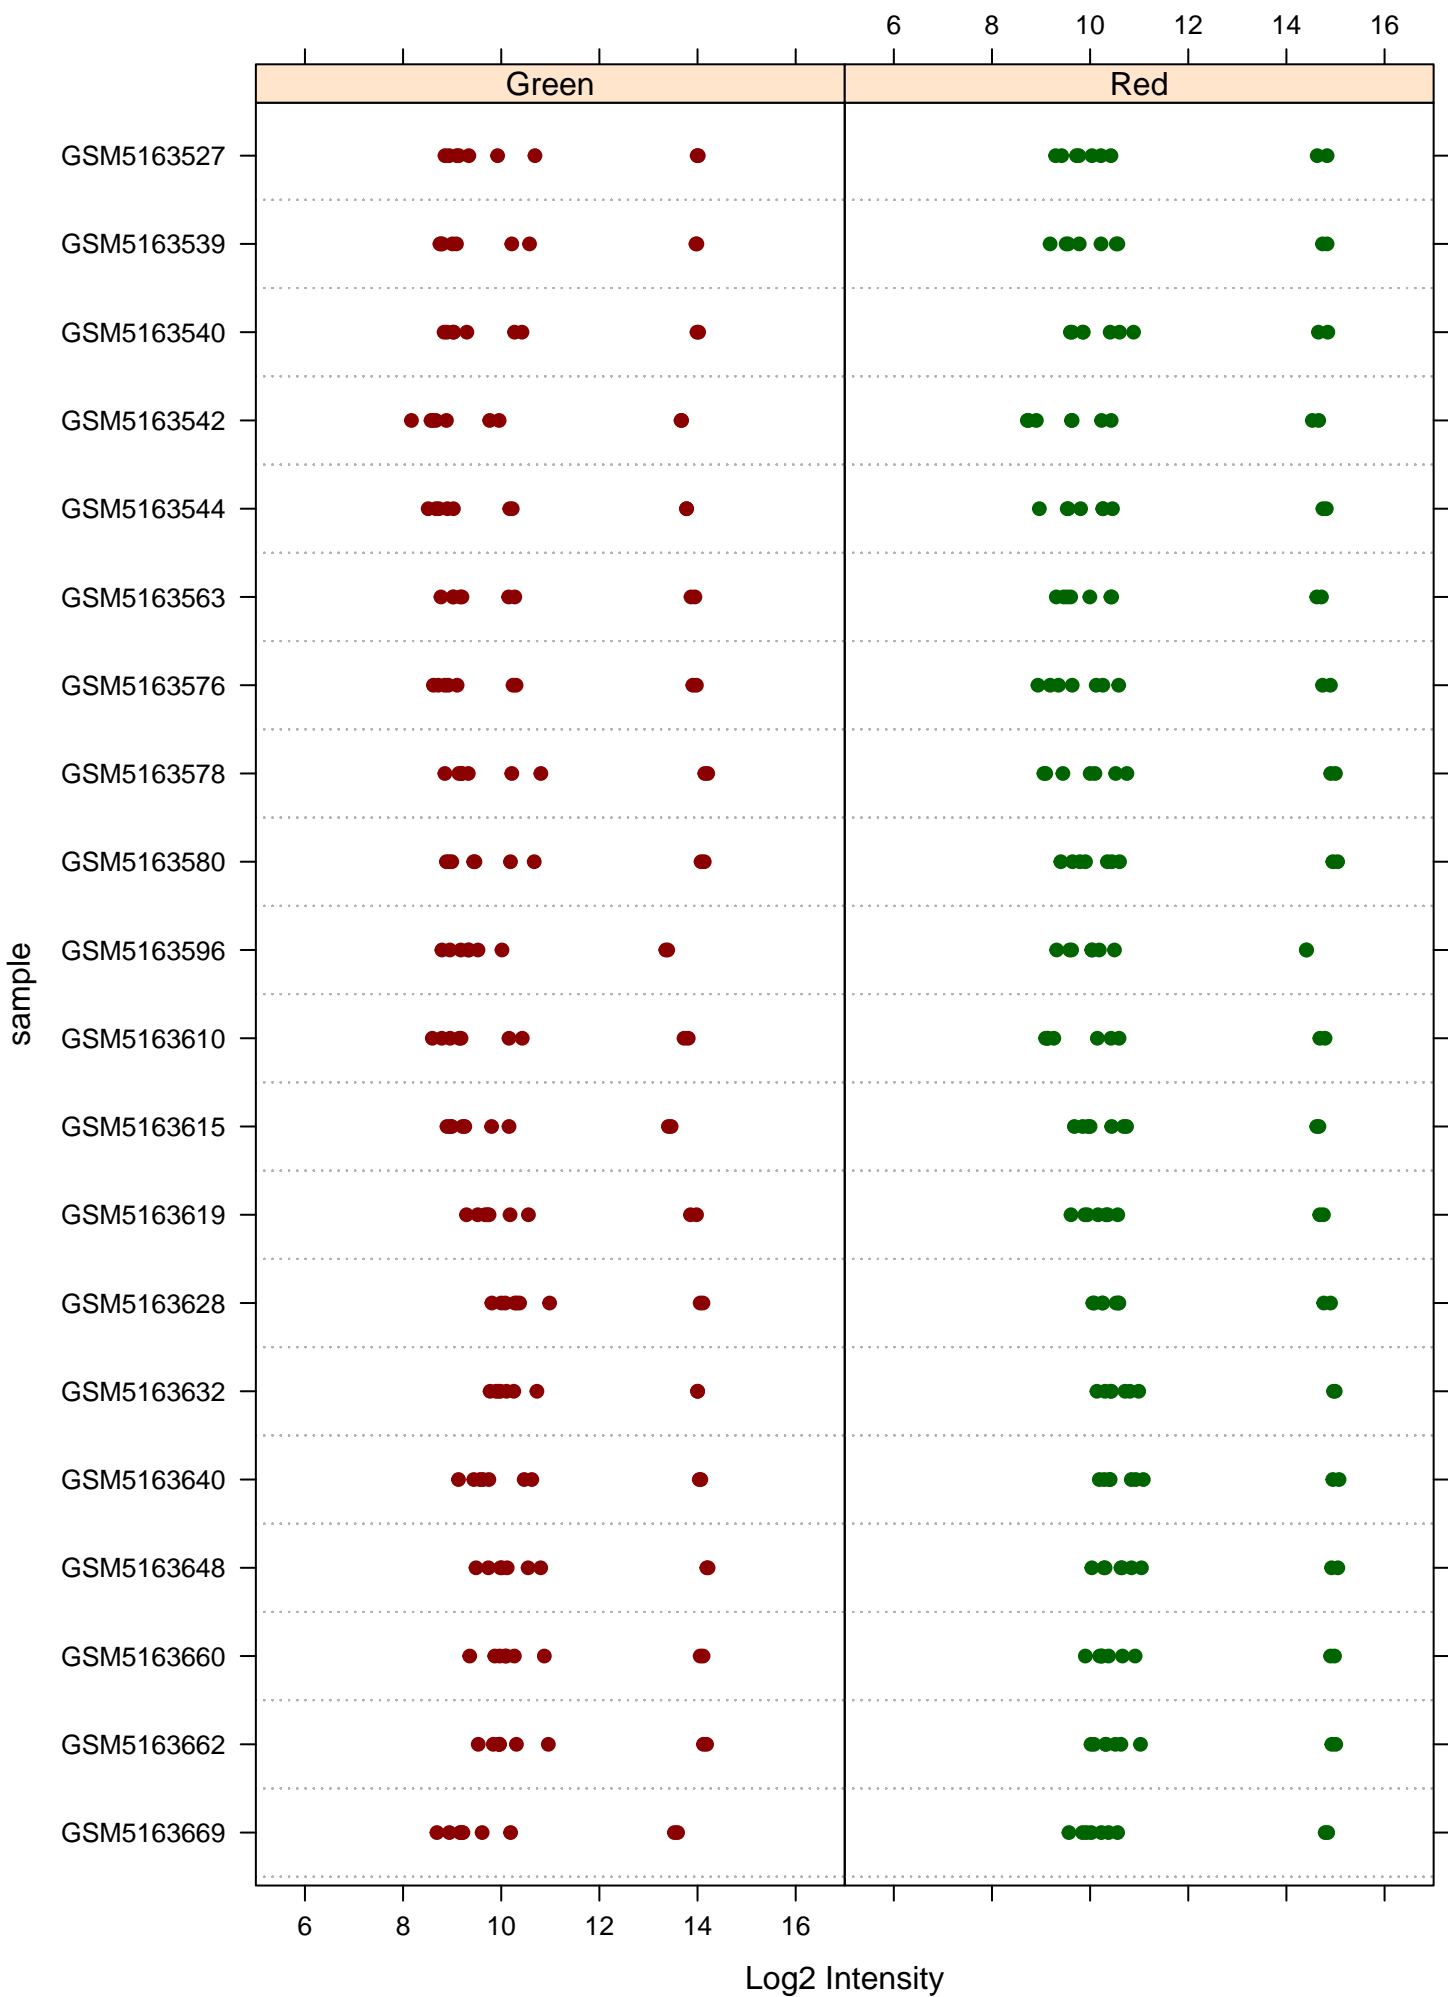 6 8 10 12 14 16
Green Red
GSM5163527
GSM5163539
GSM5163540
GSM5163542
GSM5163544
GSM5163563
GSM5163576
GSM5163578
GSM5163580
GSM5163596
GSM5163610
GSM5163615
GSM5163619
GSM5163628
GSM5163632
GSM5163640
GSM5163648
GSM5163660
GSM5163662
GSM5163669
sample
6 8 10 12 14 16
Log2 Intensity